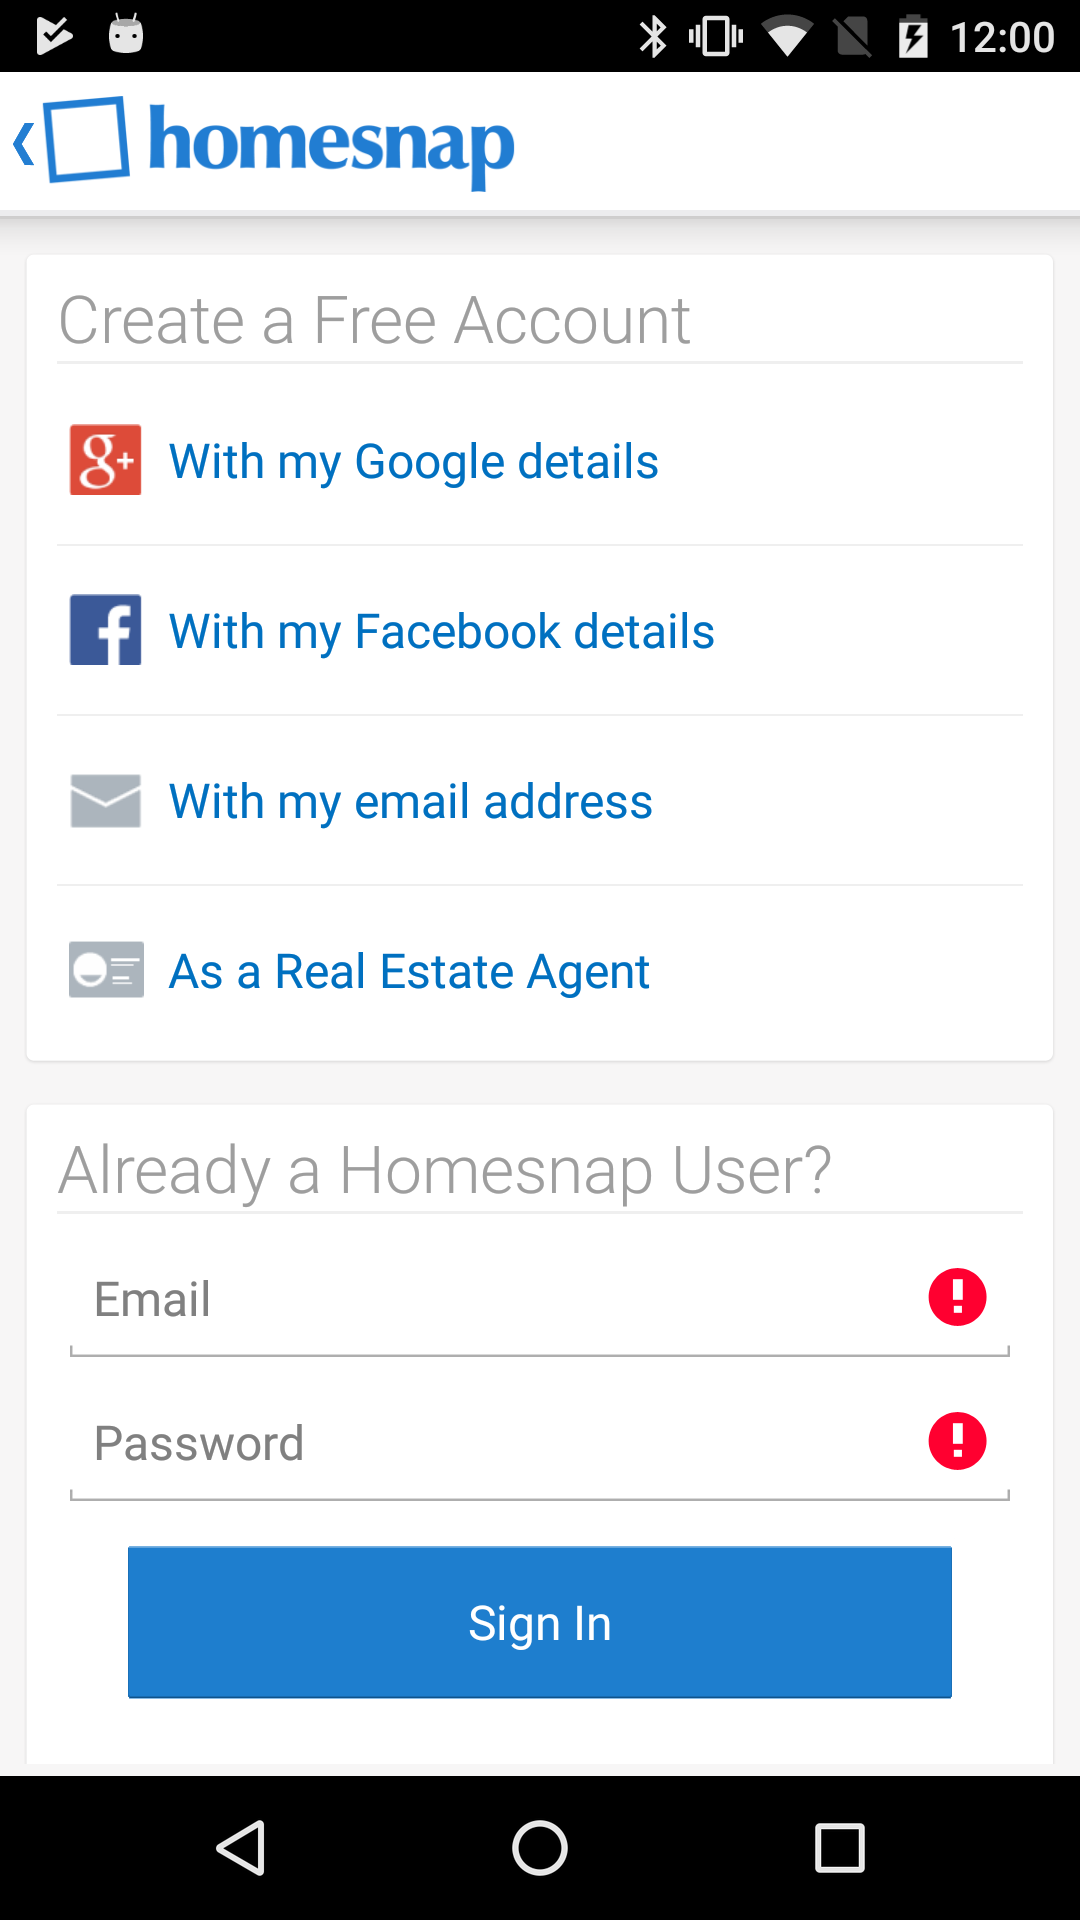 12:00
homesnap
Create a Free Account
g+ With my Google details
f With my Facebook details
With my email address
As a Real Estate Agent
Already a Homesnap User?
Email
Password
Sign In